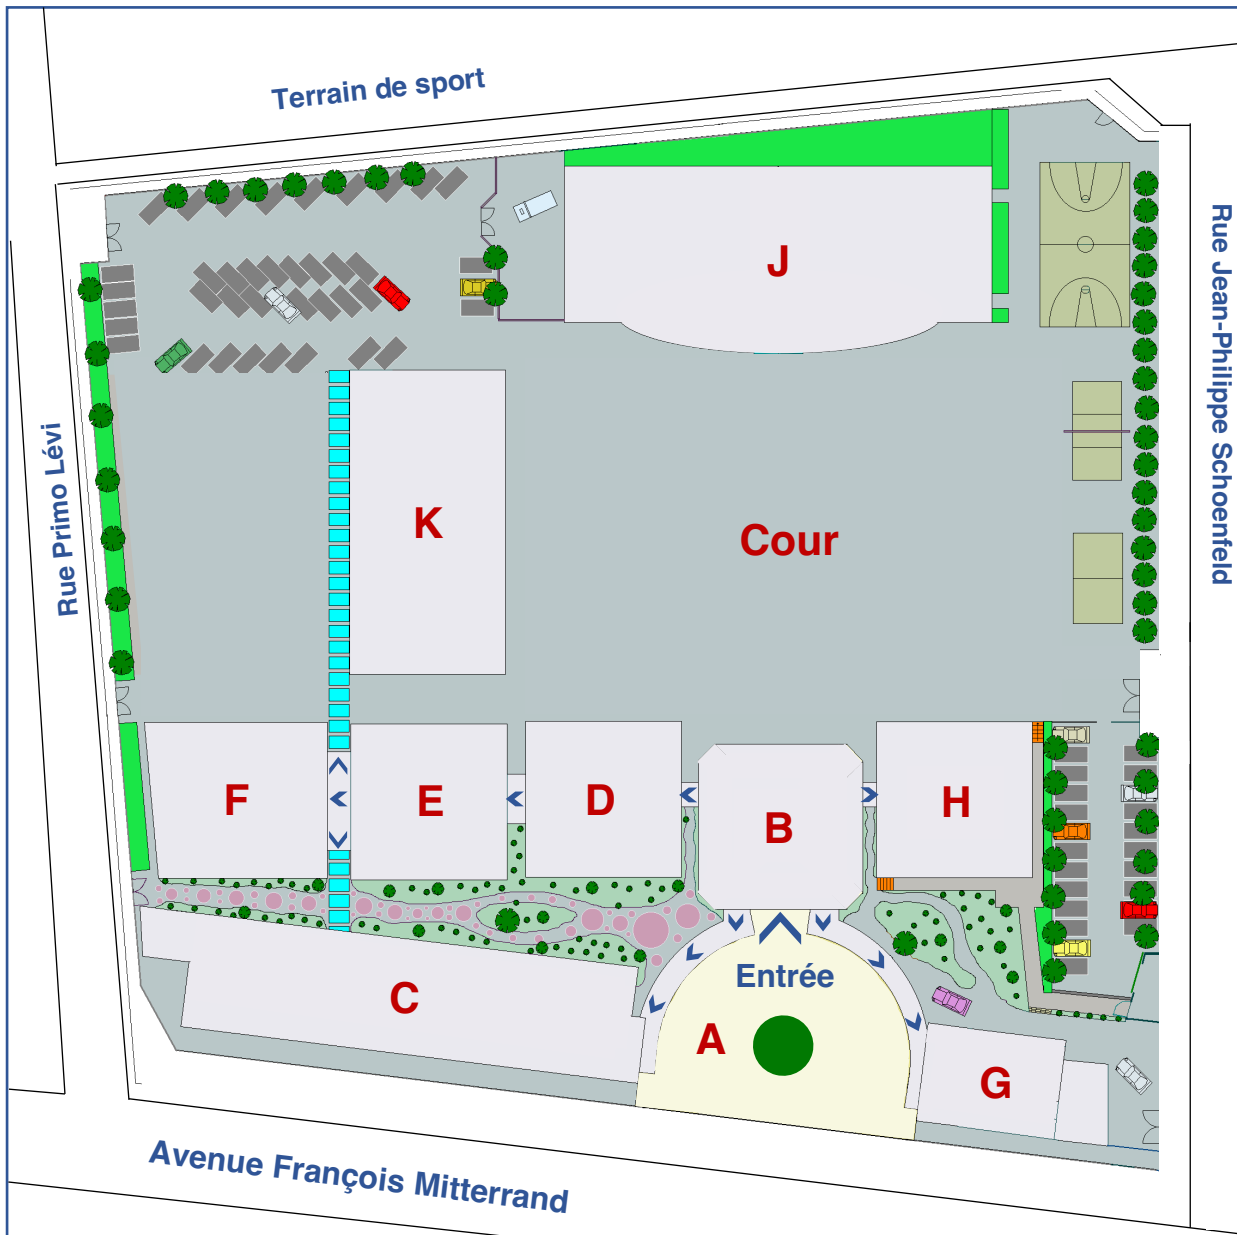 Terrain de sport
J
Rue Jean-Philippe Schoenfeld
Rue Primo Lévi
K
Cour
F
E
D
B
H
Entrée
C
A
G
Avenue François Mitterrand